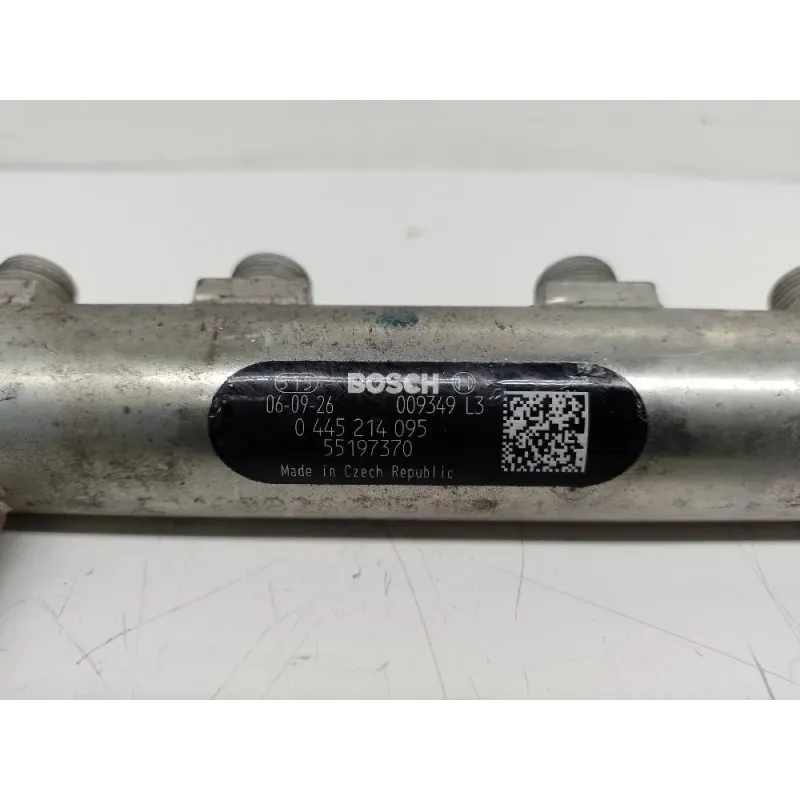 BOSCH
06-09-26 009349 L3
0 445 214 095
55197370
Made in Czech Republic